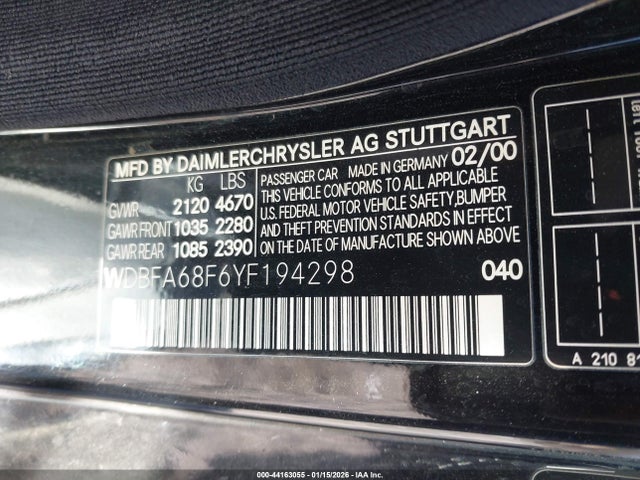 MFD BY DAIMLERCHRYSLER AG STUTTGART
KG LBS
GVWR 2120 4670
GAWR FRONT 1035 2280
GAWR REAR 1085 2390
PASSENGER CAR MADE IN GERMANY 02/00
THIS VEHICLE CONFORMS TO ALL APPLICABLE
U.S. FEDERAL MOTOR VEHICLE SAFETY,BUMPER
AND THEFT PREVENTION STANDARDS IN EFFECT
ON THE DATE OF MANUFACTURE SHOWN ABOVE
WDBFA68F6YF194298 040
A 210 81
000-44163055 - 01/15/2026 - IAA Inc.